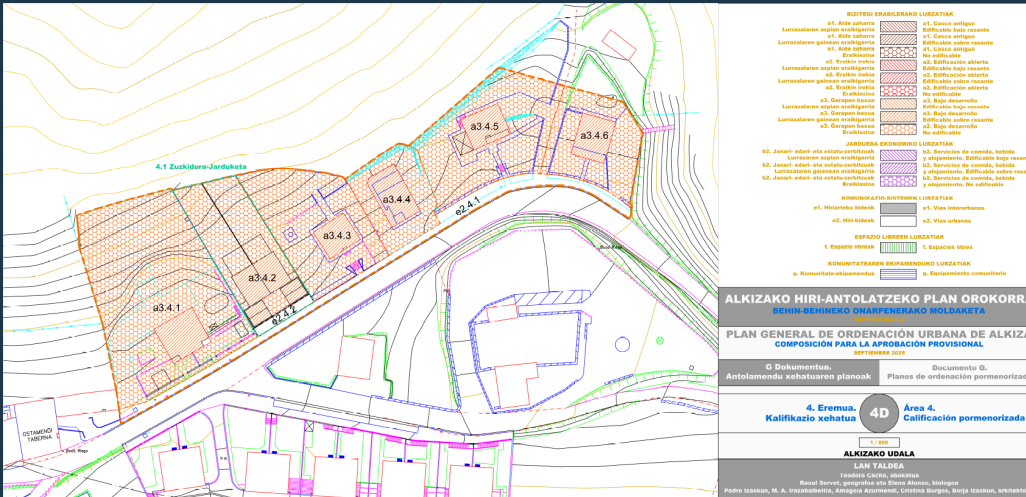 4.1 Zuzkidura-Jarduketa
a3.4.5
a3.4.6
a3.4.4
e2.4.1
a3.4.3
a3.4.2
e2.4.2
a3.4.1
OSTAMENDI
TABERNA
BIZITEGI ERABILERAKO LURZATIAK
a1. Alde zaharra
Lurrazalaren azpian eraikigarria
a1. Casco antiguo
Edificable bajo rasante
a1. Alde zaharra
Lurrazalaren gainean eraikigarria
a1. Casco antiguo
Edificable sobre rasante
a1. Alde zaharra
Eraikiezina
a1. Casco antiguo
No edificable
a2. Eraikin irekia
Lurrazalaren azpian eraikigarria
a2. Edificación abierta
Edificable bajo rasante
a2. Eraikin irekia
Lurrazalaren gainean eraikigarria
a2. Edificación abierta
Edificable sobre rasante
a2. Eraikin irekia
Eraikiezina
a2. Edificación abierta
No edificable
a3. Garapen baxua
Lurrazalaren azpian eraikigarria
a3. Bajo desarrollo
Edificable bajo rasante
a3. Garapen baxua
Lurrazalaren gainean eraikigarria
a3. Bajo desarrollo
Edificable sobre rasante
a3. Garapen baxua
Eraikiezina
a3. Bajo desarrollo
No edificable
JARDUERA EKONOMIKO LURZATIAK
b2. Janari- edari- eta ostatu-zerbitzuak
Lurrazaren azpian eraikigarria
b2. Servicios de comida, bebida
y alojamiento. Edificable bajo
b2. Janari- edari- eta ostatu-zerbitzuak
Lurrazalaren gainean eraikigarria
b2. Servicios de comida, bebida
y alojamiento. Edificable sobre
b2. Janari- edari- eta ostatu-zerbitzuak
Eraikiezina
b2. Servicios de comida, bebida
y alojamiento. No edificable
KOMUNIKAZIO-SISTEMEN LURZATIAK
e1. Hiriarteko bideak
e1. Vías interurbanas
e2. Hiri-bideak
e2. Vías urbanas
ESPAZIO LIBREEN LURZATIAK
f. Espazio libreak
f. Espacios libres
KOMUNITATEAREN EKIPAMENDUKO LURZATIAK
g. Komunitate-ekipamendua
g. Equipamiento comunitario
ALKIZAKO HIRI-ANTOLATZEKO PLAN OROKORRA
BEHIN-BEHINEKO ONARPENERAKO MOLDAKETA
PLAN GENERAL DE ORDENACIÓN URBANA DE ALKIZA
COMPOSICIÓN PARA LA APROBACIÓN PROVISIONAL
SEPTIEMBRE 2025
G Dokumentua.
Antolamendu xehatuaren planoak
Documento G.
Planos de ordenación pormenorizada
4. Eremua.
Kalifikazio xehatua
4D
Área 4.
Calificación pormenorizada
1 / 500
ALKIZAKO UDALA
LAN TALDEA
Teodoro Cacho, abokatua
Raoul Servet, geografoa eta Elena Alonso, biologoa
Pedro Izaskun, M. A. Irazabalbeitia, Amagoia Azurmendi, Cristina Burgos, Borja Izaskun,